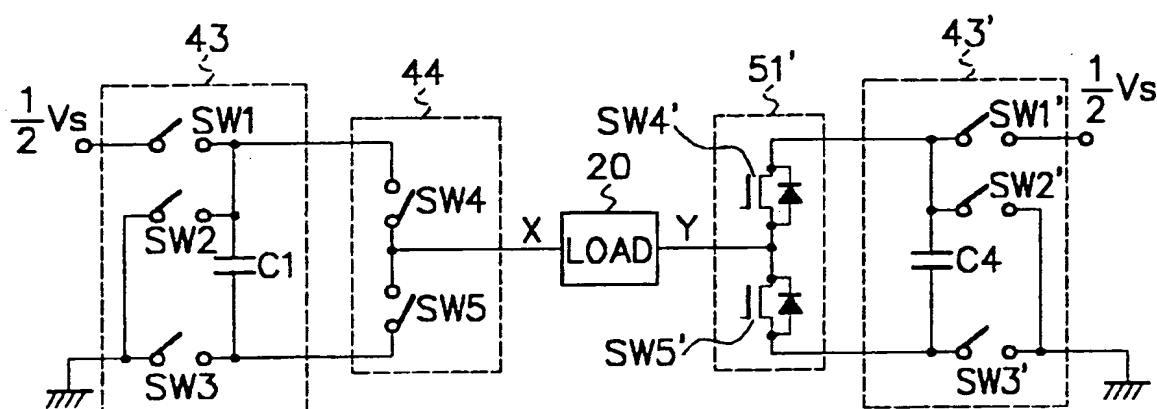 43
44
51'
43'
1/2 Vs
SW1
SW2
C1
SW3
SW4
SW5
X
20
LOAD
Y
SW4'
SW5'
SW1'
1/2 Vs
SW2'
C4
SW3'